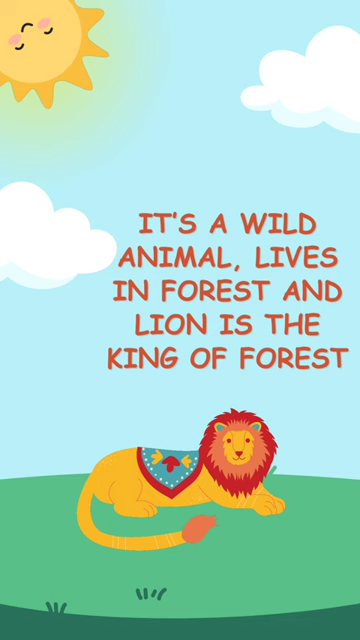 IT'S A WILD
ANIMAL, LIVES
IN FOREST AND
LION IS THE
KING OF FOREST